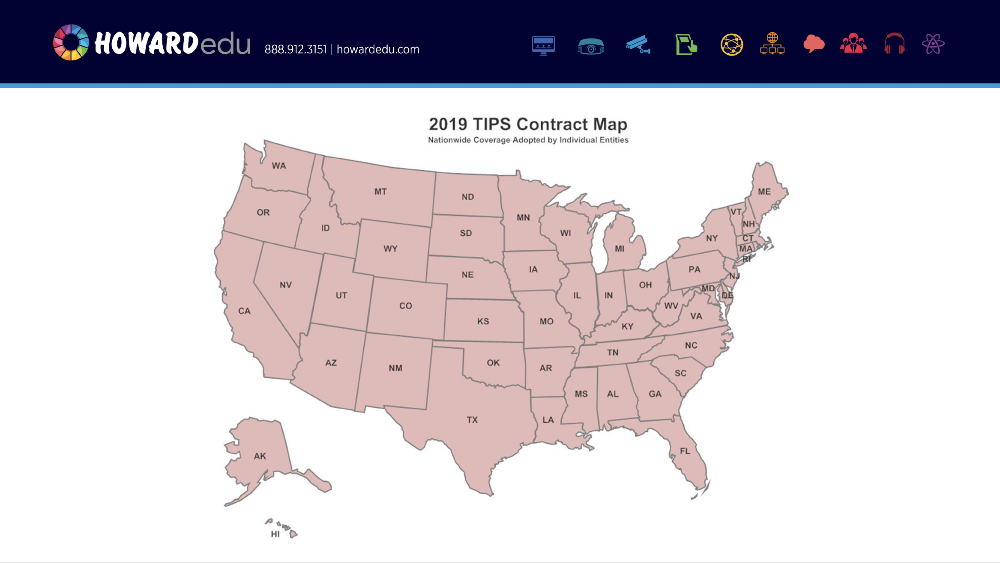 HOWARDedu 888.912.3151 | howardedu.com
2019 TIPS Contract Map
Nationwide Coverage Adopted by Individual Entities
WA
MT
ME
ND
OR
VT
MN
NH
ID
SD
WI
NY
CT
WY
MI
MA
RI
IA
PA
NE
NJ
NV
OH
MD
UT
IL
IN
DE
CO
WV
CA
VA
KS
MO
KY
NC
TN
AZ
OK
NM
AR
SC
MS
AL
GA
TX
LA
FL
AK
HI